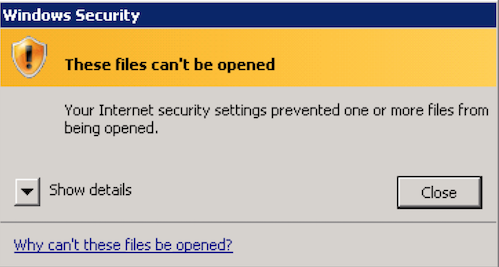 Windows Security
These files can't be opened
Your Internet security settings prevented one or more files from
being opened.
Show details
Close
Why can't these files be opened?